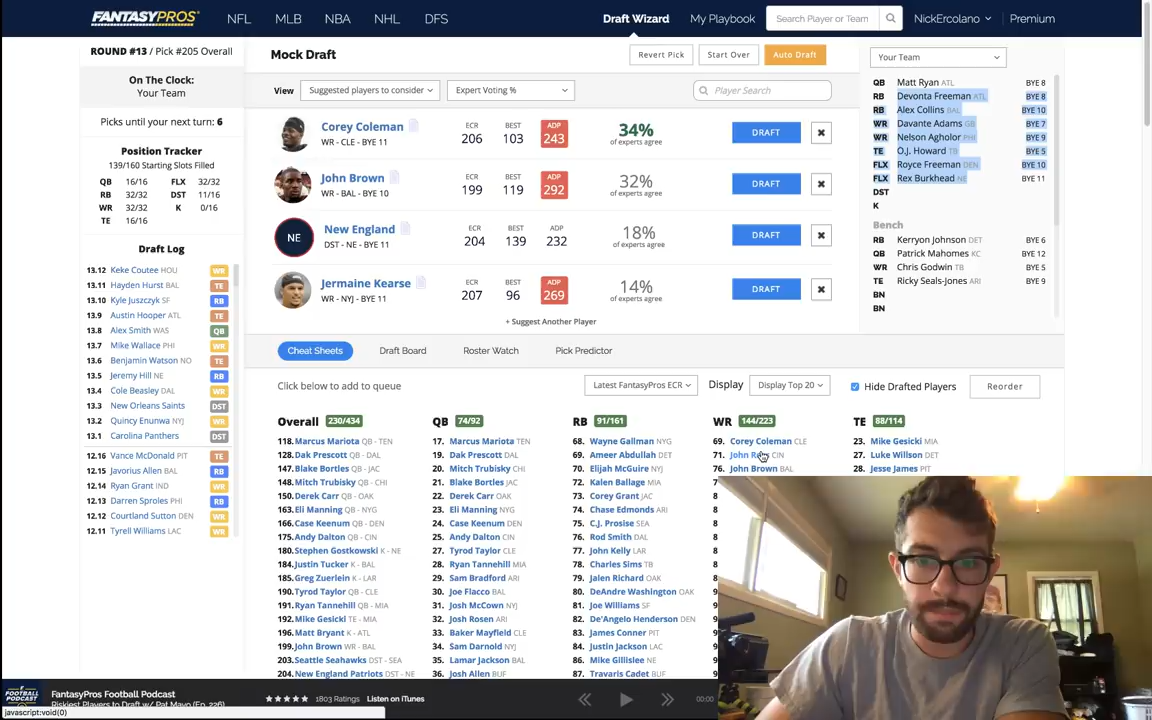 FANTASYPROS
NFL
MLB
NBA
NHL
DFS
Draft Wizard
My Playbook
Search Player or Team
NickErcolano
Premium
ROUND #13 / Pick #205 Overall
On The Clock:
Your Team
Picks until your next turn: 6
Position Tracker
139/160 Starting Slots Filled
QB 16/16 FLX 32/32
RB 32/32 DST 11/16
WR 32/32 K 0/16
TE 16/16
Draft Log
13.12 Keke Coutee HOU WR
13.11 Hayden Hurst BAL TE
13.10 Kyle Juszczyk SF RB
13.9 Austin Hooper ATL TE
13.8 Alex Smith WAS QB
13.7 Mike Wallace PHI WR
13.6 Benjamin Watson NO TE
13.5 Jeremy Hill NE RB
13.4 Cole Beasley DAL WR
13.3 New Orleans Saints DST
13.2 Quincy Enunwa NYJ WR
13.1 Carolina Panthers DST
12.16 Vance McDonald PIT TE
12.15 Javorius Allen BAL RB
12.14 Ryan Grant IND WR
12.13 Darren Sproles PHI RB
12.12 Courtland Sutton DEN WR
12.11 Tyrell Williams LAC WR
Mock Draft
Revert Pick
Start Over
Auto Draft
View
Suggested players to consider
Expert Voting %
Player Search
Corey Coleman
WR - CLE - BYE 11
ECR 206 BEST 103 ADP 243
34%
of experts agree
DRAFT
John Brown
WR - BAL - BYE 10
ECR 199 BEST 119 ADP 292
32%
of experts agree
DRAFT
NE
New England
DST - NE - BYE 11
ECR 204 BEST 139 ADP 232
18%
of experts agree
DRAFT
Jermaine Kearse
WR - NYJ - BYE 11
ECR 207 BEST 96 ADP 269
14%
of experts agree
DRAFT
+ Suggest Another Player
Your Team
QB Matt Ryan ATL BYE 8
RB Devonta Freeman ATL BYE 8
RB Alex Collins BAL BYE 10
WR Davante Adams GB BYE 7
WR Nelson Agholor PHI BYE 9
TE O.J. Howard TB BYE 5
FLX Royce Freeman DEN BYE 10
FLX Rex Burkhead NE BYE 11
DST
K
Bench
RB Kerryon Johnson DET BYE 6
QB Patrick Mahomes KC BYE 12
WR Chris Godwin TB BYE 5
TE Ricky Seals-Jones ARI BYE 9
BN
BN
Cheat Sheets
Draft Board
Roster Watch
Pick Predictor
Click below to add to queue
Latest FantasyPros ECR
Display
Display Top 20
Hide Drafted Players
Reorder
Overall 230/434
118. Marcus Mariota QB - TEN
128. Dak Prescott QB - DAL
147. Blake Bortles QB - JAC
148. Mitch Trubisky QB - CHI
150. Derek Carr QB - OAK
163. Eli Manning QB - NYG
166. Case Keenum QB - DEN
175. Andy Dalton QB - CIN
180. Stephen Gostkowski K - NE
184. Justin Tucker K - BAL
185. Greg Zuerlein K - LAR
190. Tyrod Taylor QB - CLE
191. Ryan Tannehill QB - MIA
192. Mike Gesicki TE - MIA
196. Matt Bryant K - ATL
199. John Brown WR - BAL
203. Seattle Seahawks DST - SEA
204. New England Patriots DST - NE
QB 74/92
17. Marcus Mariota TEN
19. Dak Prescott DAL
20. Mitch Trubisky CHI
21. Blake Bortles JAC
22. Derek Carr OAK
23. Eli Manning NYG
24. Case Keenum DEN
25. Andy Dalton CIN
27. Tyrod Taylor CLE
28. Ryan Tannehill MIA
29. Sam Bradford ARI
30. Joe Flacco BAL
31. Josh McCown NYJ
32. Josh Rosen ARI
33. Baker Mayfield CLE
34. Sam Darnold NYJ
35. Lamar Jackson BAL
36. Josh Allen BUF
RB 91/161
68. Wayne Gallman NYG
69. Ameer Abdullah DET
70. Elijah McGuire NYJ
72. Kalen Ballage MIA
73. Corey Grant JAC
74. Chase Edmonds ARI
75. C.J. Prosise SEA
76. Rod Smith DAL
77. John Kelly LAR
78. Charles Sims TB
79. Jalen Richard OAK
80. DeAndre Washington OAK
81. Joe Williams SF
82. De'Angelo Henderson DEN
83. James Conner PIT
84. Justin Jackson LAC
86. Mike Gillislee NE
87. Travaris Cadet BUF
WR 144/223
69. Corey Coleman CLE
71. John CIN
76. John Brown BAL
TE 88/114
23. Mike Gesicki MIA
27. Luke Willson DET
28. Jesse James PIT
FOOTBALL PODCAST
FantasyPros Football Podcast
Riskiest Players to Draft w/ Pat Mayo (Ep. 226)
1803 Ratings
Listen on iTunes
00:00
javascript:void(0)